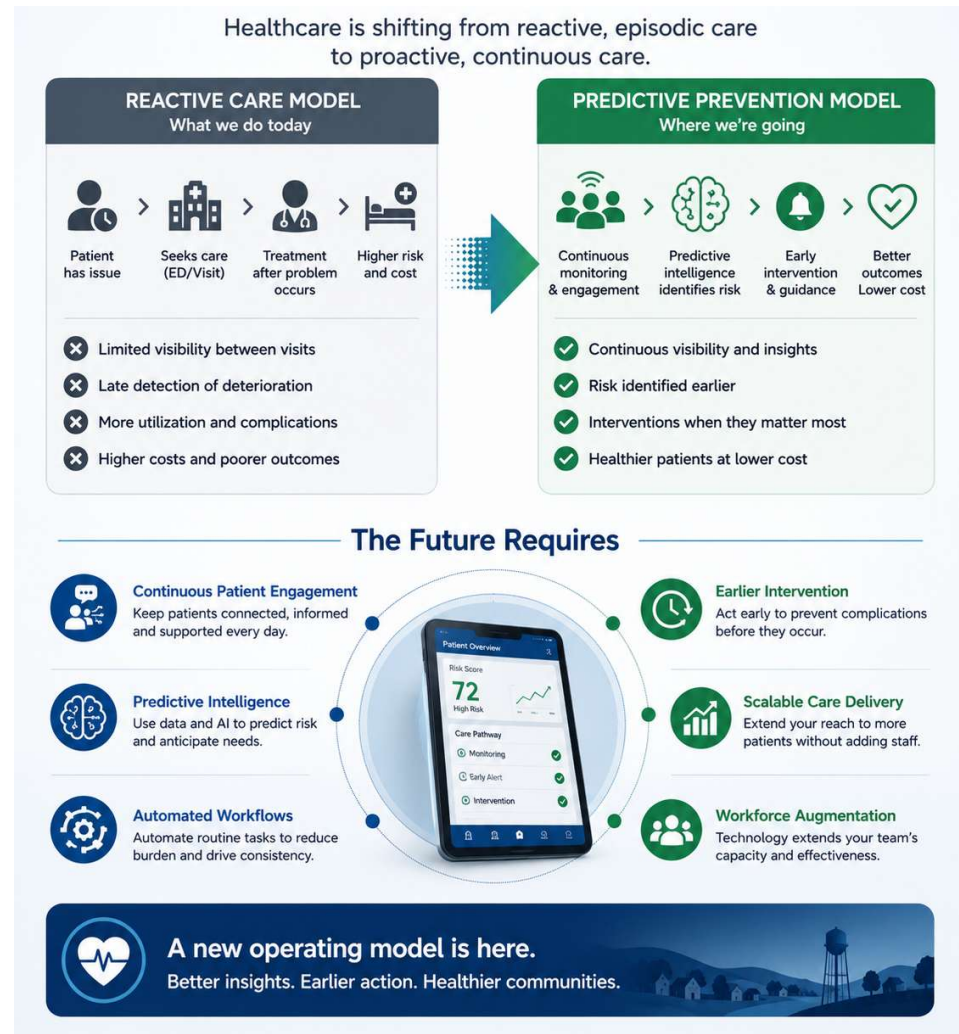 Healthcare is shifting from reactive, episodic care
to proactive, continuous care.
REACTIVE CARE MODEL
What we do today
Patient
has issue
Seeks care
(ED/Visit)
Treatment
after problem
occurs
Higher risk
and cost
Limited visibility between visits
Late detection of deterioration
More utilization and complications
Higher costs and poorer outcomes
PREDICTIVE PREVENTION MODEL
Where we're going
Continuous
monitoring
& engagement
Predictive
intelligence
identifies risk
Early
intervention
& guidance
Better
outcomes
Lower cost
Continuous visibility and insights
Risk identified earlier
Interventions when they matter most
Healthier patients at lower cost
The Future Requires
Continuous Patient Engagement
Keep patients connected, informed
and supported every day.
Predictive Intelligence
Use data and AI to predict risk
and anticipate needs.
Automated Workflows
Automate routine tasks to reduce
burden and drive consistency.
Patient Overview
Risk Score
72
High Risk
Care Pathway
Monitoring
Early Alert
Intervention
Earlier Intervention
Act early to prevent complications
before they occur.
Scalable Care Delivery
Extend your reach to more
patients without adding staff.
Workforce Augmentation
Technology extends your team's
capacity and effectiveness.
A new operating model is here.
Better insights. Earlier action. Healthier communities.